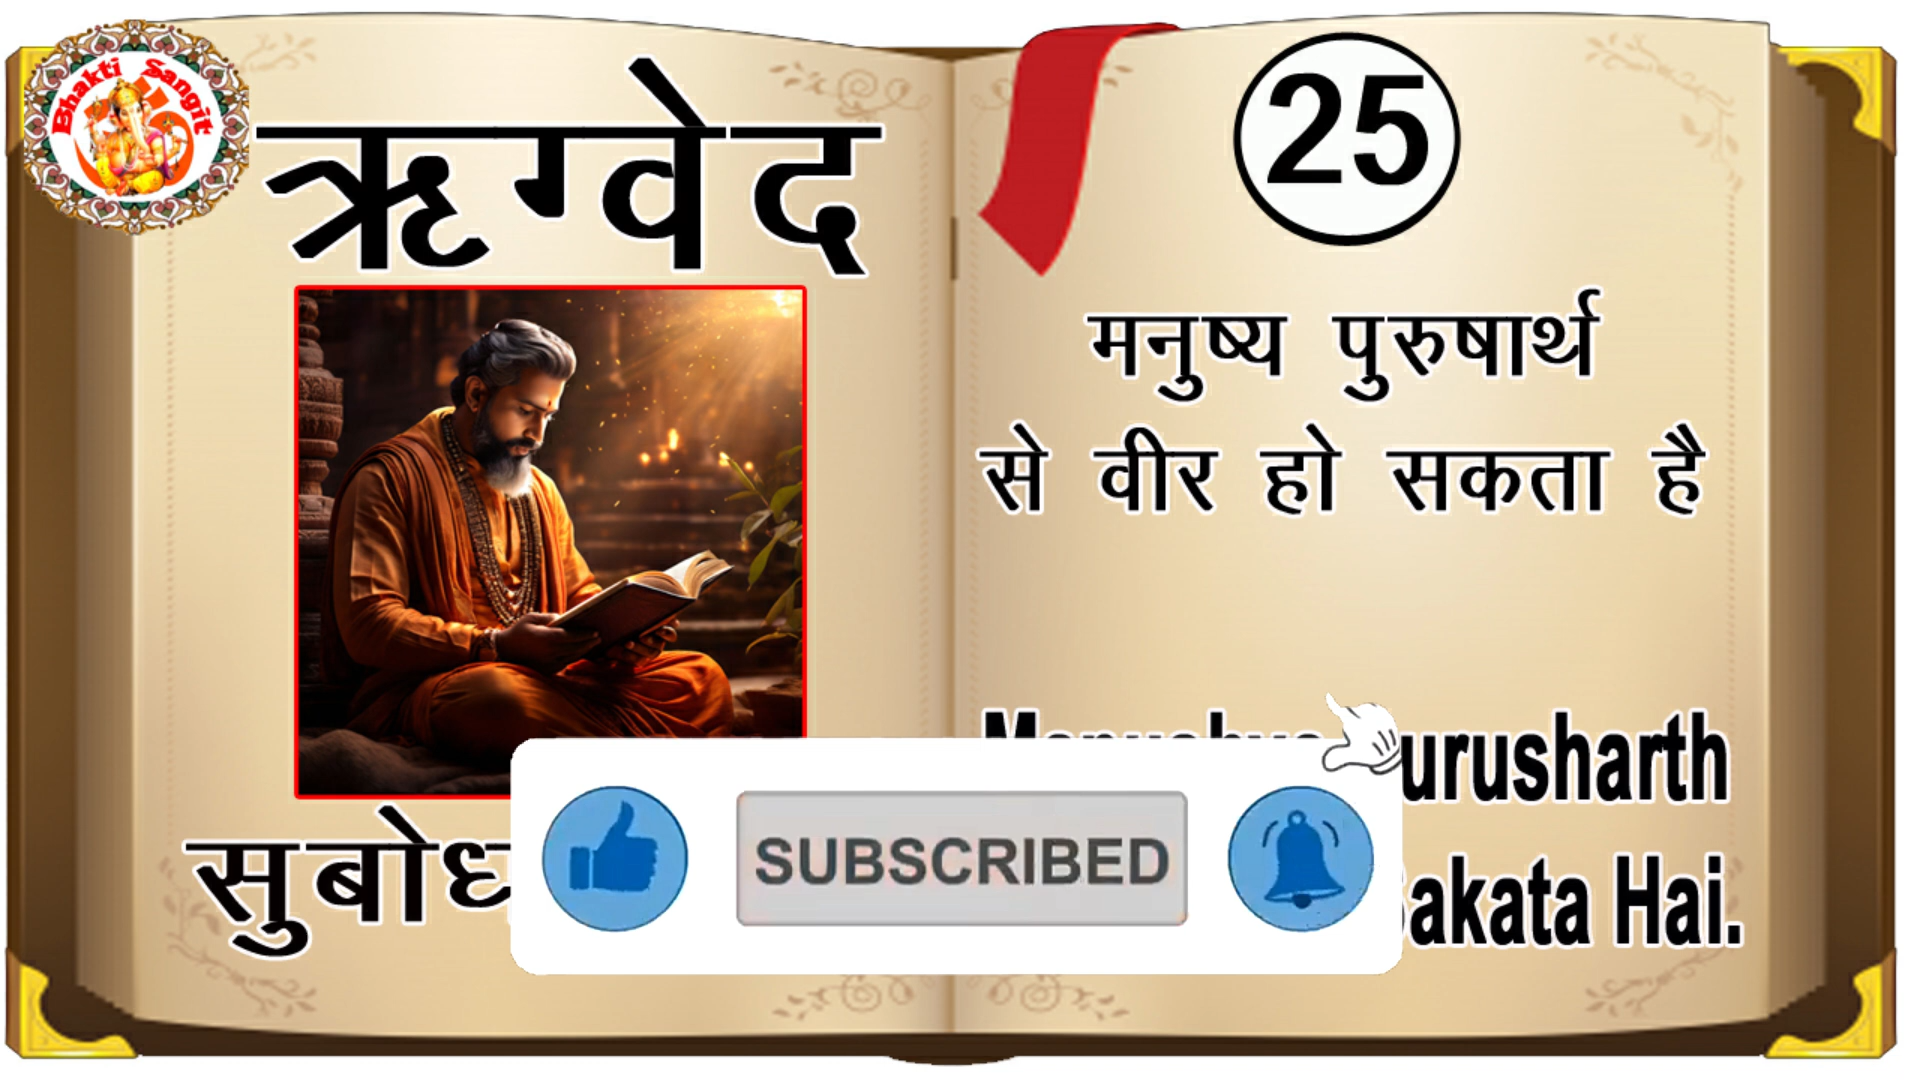 Bhakti Sangit
ऋग्वेद
25
मनुष्य पुरुषार्थ
से वीर हो सकता है
urusharth
akata Hai.
SUBSCRIBED